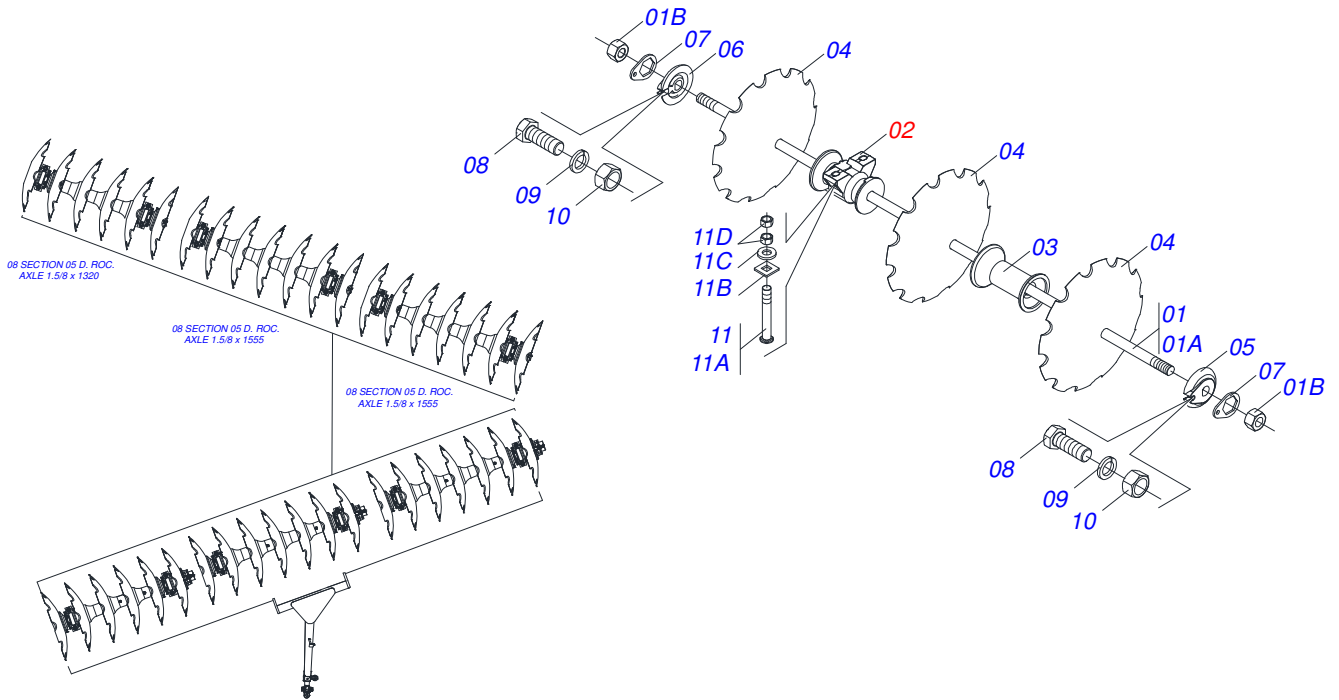 01B
07
06
04
02
04
08
09
10
11D
11C
11B
11
11A
03
04
01
01A
05
07
01B
08
09
10
08 SECTION 05 D. ROC.
AXLE 1.5/8 x 1320
08 SECTION 05 D. ROC.
AXLE 1.5/8 x 1555
08 SECTION 05 D. ROC.
AXLE 1.5/8 x 1555